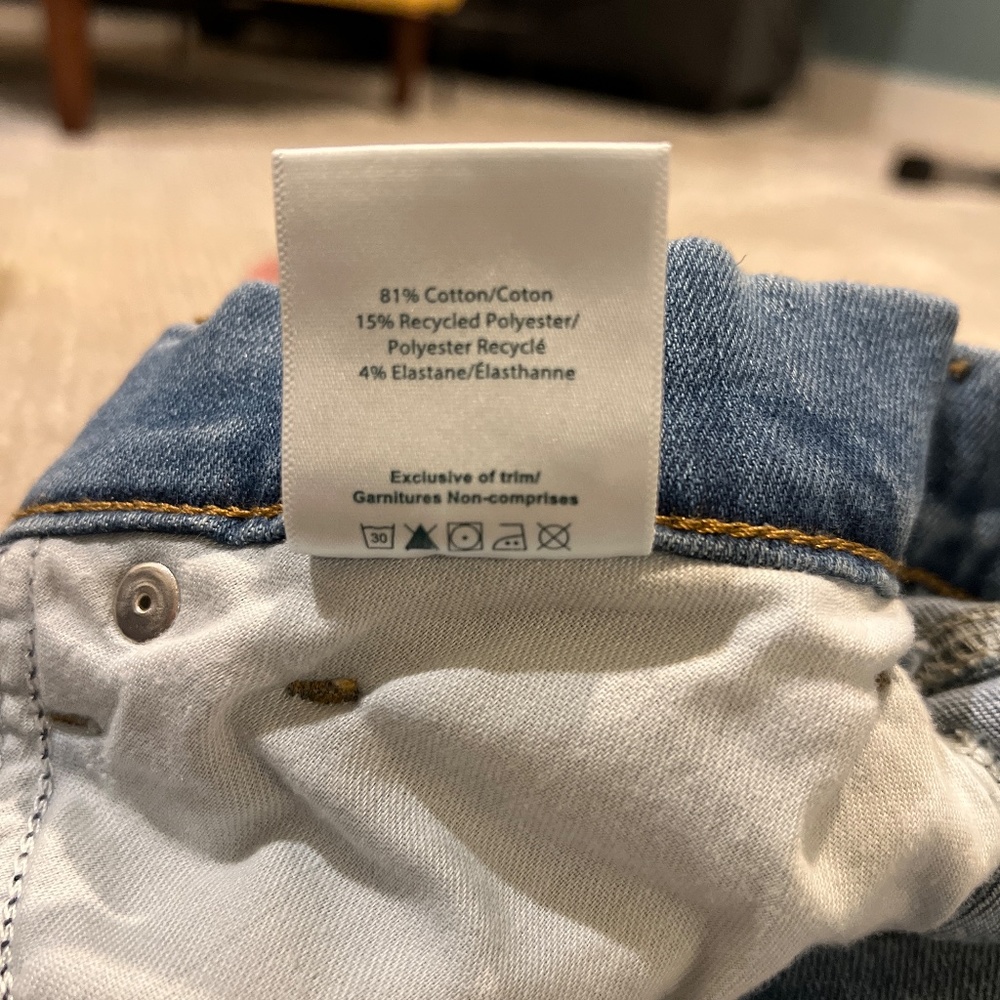 81% Cotton/Coton
15% Recycled Polyester/
Polyester Recyclé
4% Elastane/Élasthanne
Exclusive of trim/
Garnitures Non-comprises
30